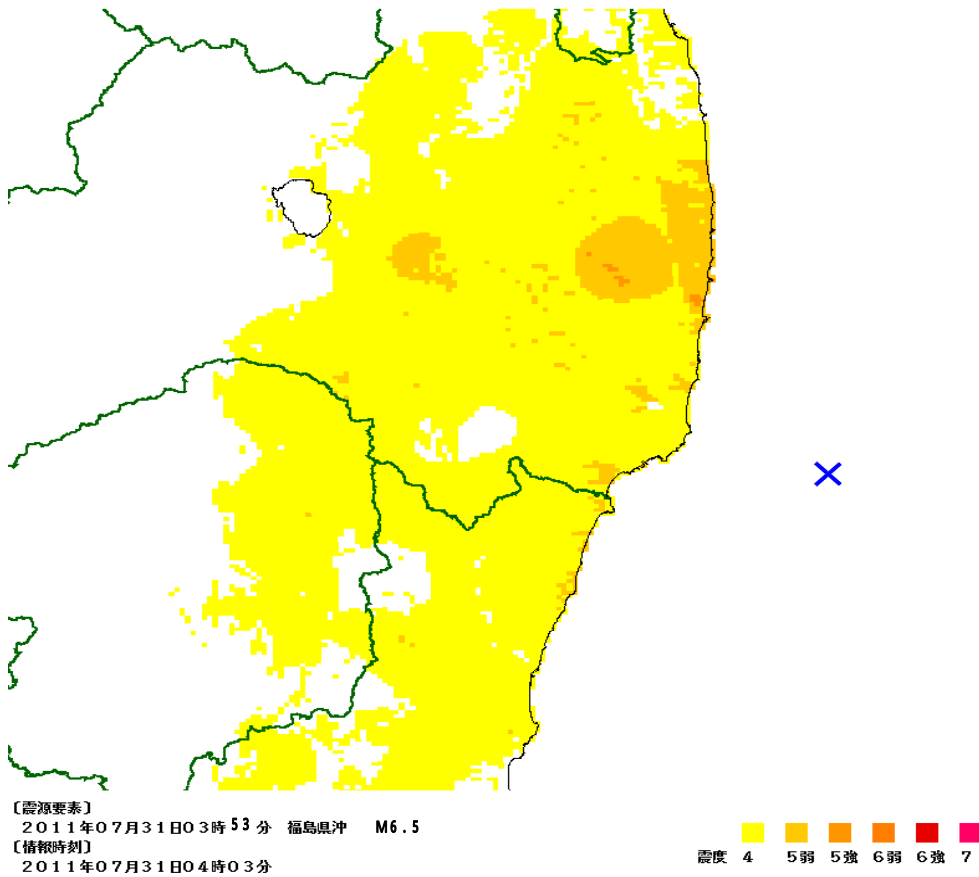 〔震源要素〕
２０１１年０７月３１日０３時５３分 福島県沖 Ｍ６．５
〔情報時刻〕
２０１１年０７月３１日０４時０３分
震度 4 5弱 5強 6弱 6強 7